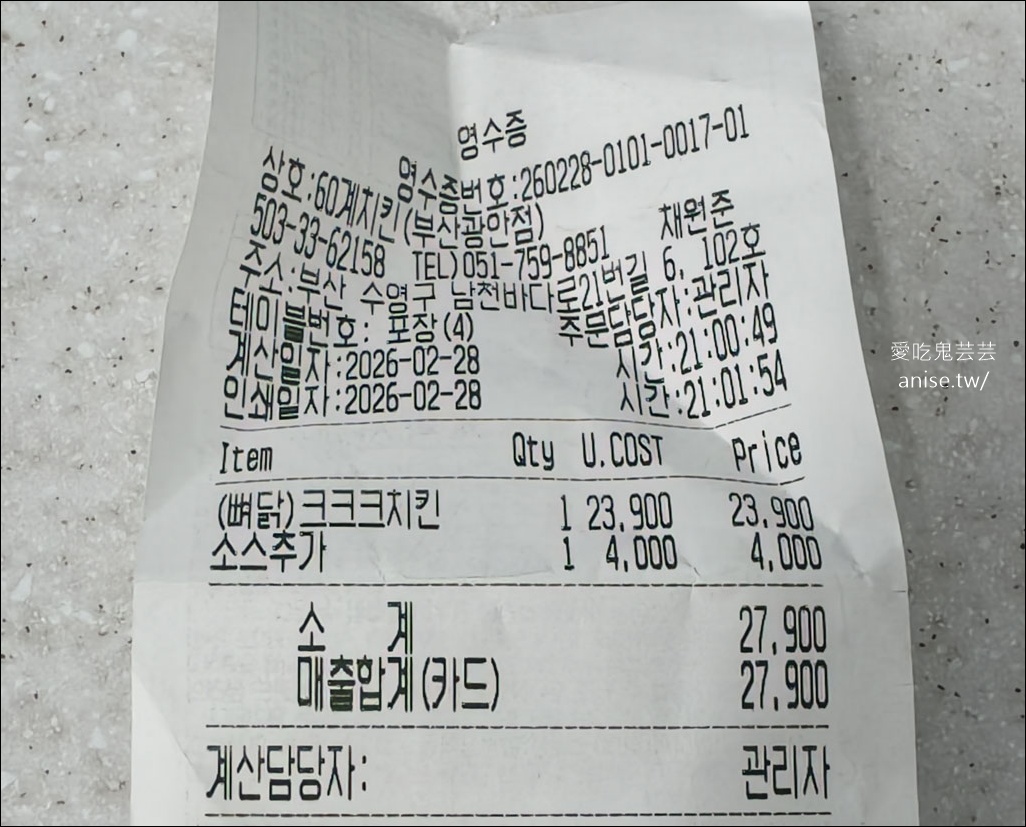 영수증
영수증번호:260228-0101-0017-01
상호:60계치킨(부산광안점) 채원준
503-33-62158 TEL)051-759-8851
주소:부산 수영구 남천바다로21번길 6, 102호
테이블번호: 포장(4) 주문담당자:관리자
계산일자:2026-02-28 시간:21:00:49
인쇄일자:2026-02-28 시간:21:01:54
Item Qty U.COST Price
(뼈닭)크크크치킨 1 23,900 23,900
소스추가 1 4,000 4,000
소 계 27,900
매출합계(카드) 27,900
계산담당자: 관리자
愛吃鬼芸芸
anise.tw/